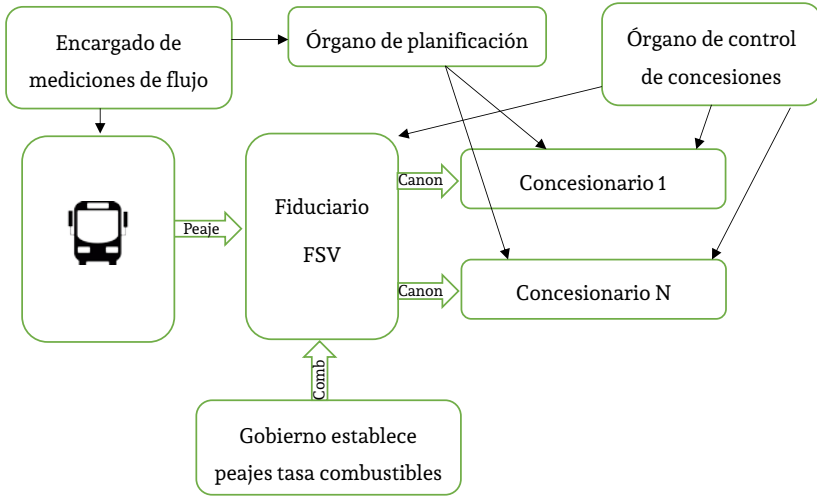 Encargado de
mediciones de flujo
Órgano de planificación
Órgano de control
de concesiones
Peaje
Fiduciario
FSV
Canon
Concesionario 1
Canon
Concesionario N
Comb
Gobierno establece
peajes tasa combustibles